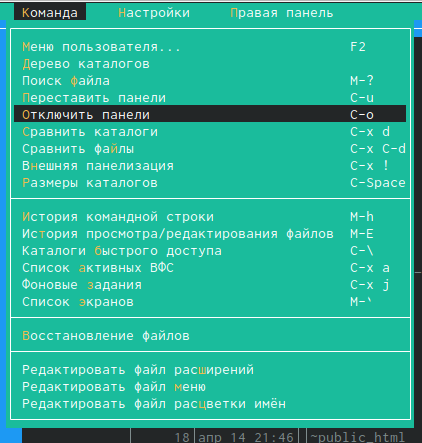 Команда Настройки Правая панель
Меню пользователя... F2
Дерево каталогов
Поиск файла M-?
Переставить панели C-u
Отключить панели C-o
Сравнить каталоги C-x d
Сравнить файлы C-x C-d
Внешняя панелизация C-x !
Размеры каталогов C-Space
История командной строки M-h
История просмотра/редактирования файлов M-E
Каталоги быстрого доступа C-\
Список активных ВФС C-x a
Фоновые задания C-x j
Список экранов M-`
Восстановление файлов
Редактировать файл расширений
Редактировать файл меню
Редактировать файл расцветки имён
18 апр 14 21:46 ~public_html